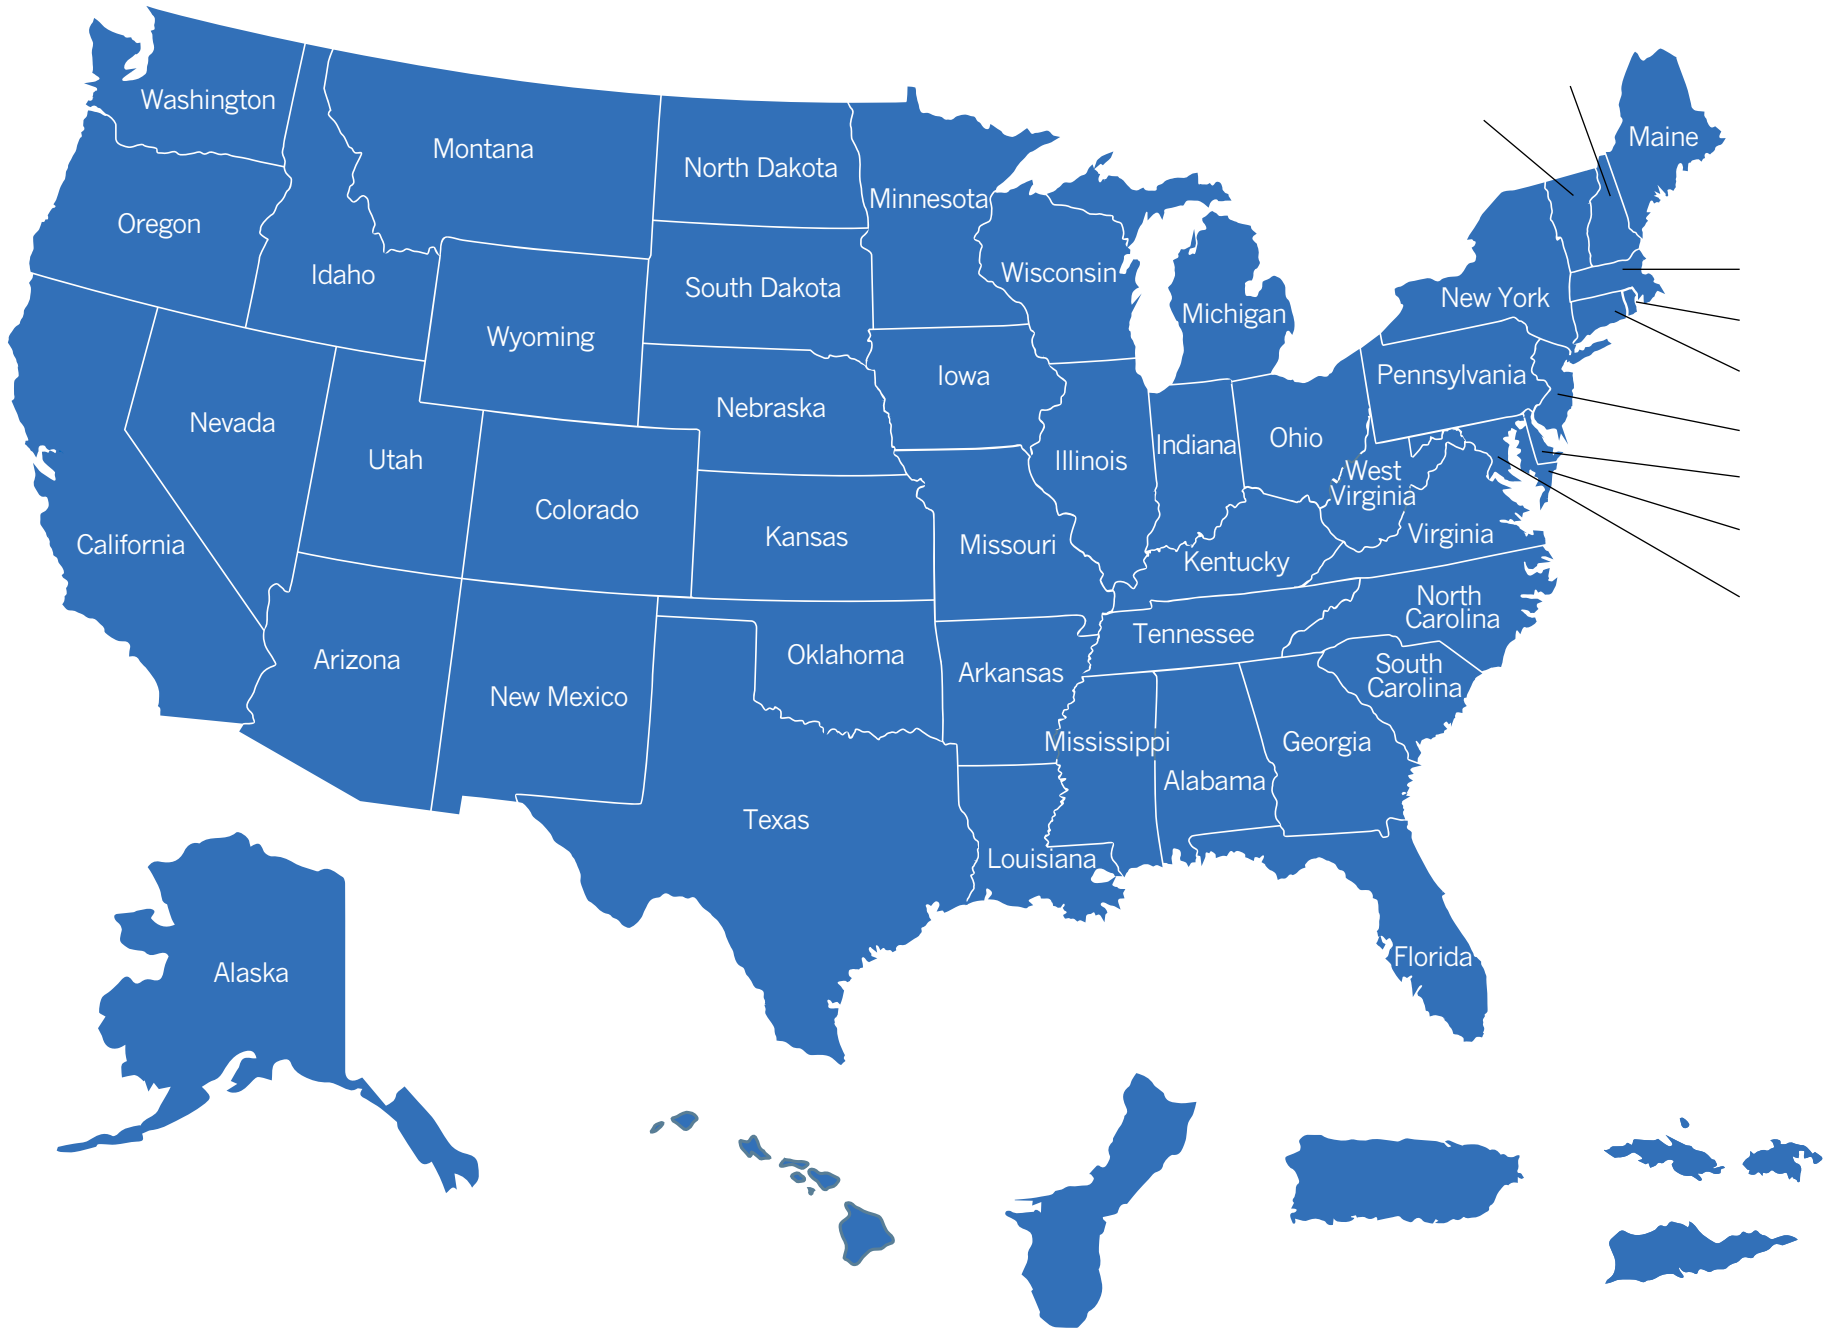 Washington
Montana
North Dakota
Minnesota
Maine
Oregon
Idaho
South Dakota
Wisconsin
Michigan
New York
Wyoming
Iowa
Pennsylvania
Nebraska
Nevada
Utah
Illinois
Indiana
Ohio
West
Virginia
Colorado
Kansas
Missouri
Kentucky
Virginia
California
North
Carolina
Tennessee
Arizona
New Mexico
Oklahoma
Arkansas
South
Carolina
Mississippi
Alabama
Georgia
Texas
Louisiana
Florida
Alaska